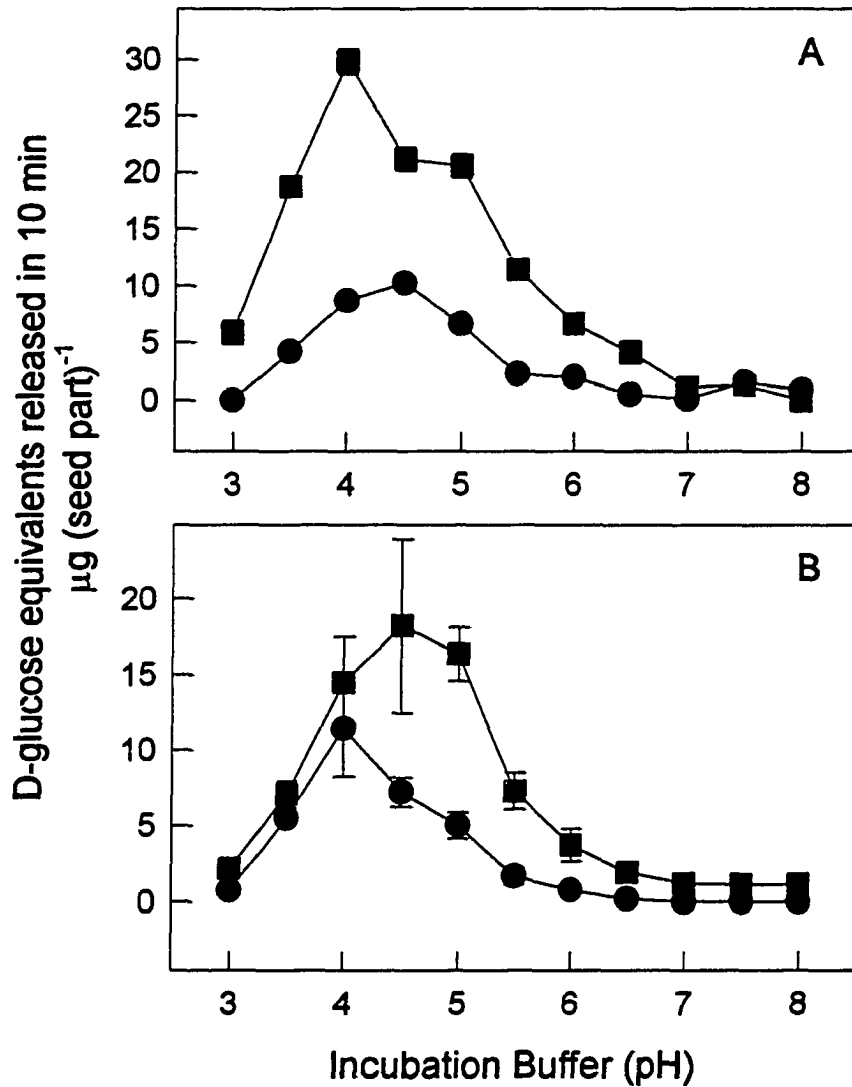 D-glucose equivalents released in 10 min
μg (seed part)⁻¹
A
30
25
20
15
10
5
0
3 4 5 6 7 8
B
20
15
10
5
0
3 4 5 6 7 8
Incubation Buffer (pH)